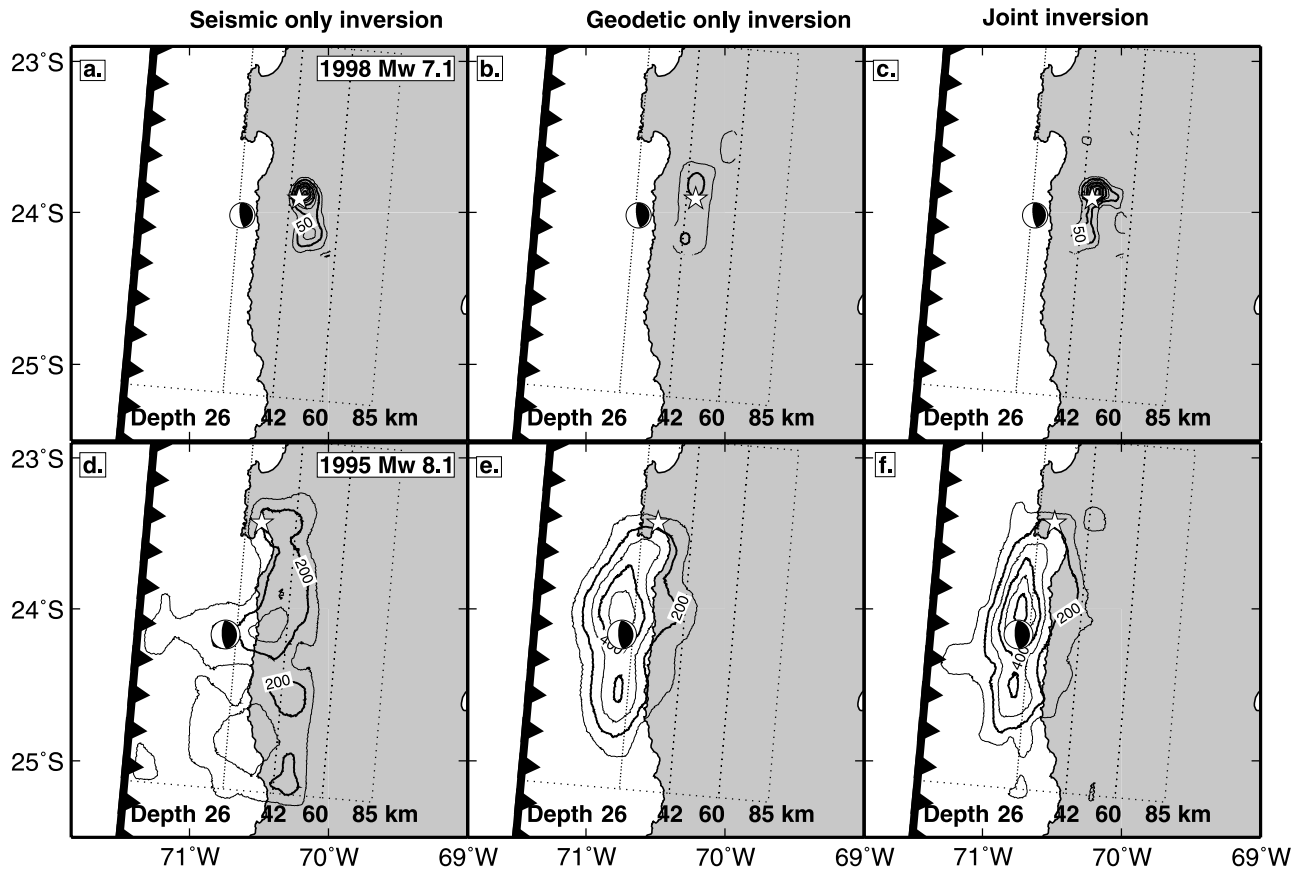 Seismic only inversion Geodetic only inversion Joint inversion
23°S
a. 1998 Mw 7.1 b. c.
24°S
50 50
25°S
Depth 26 42 60 85 km Depth 26 42 60 85 km Depth 26 42 60 85 km
23°S
d. 1995 Mw 8.1 e. f.
200
24°S
200 200
400 400
200
25°S
Depth 26 42 60 85 km Depth 26 42 60 85 km Depth 26 42 60 85 km
71°W 70°W 69°W 71°W 70°W 69°W 71°W 70°W 69°W